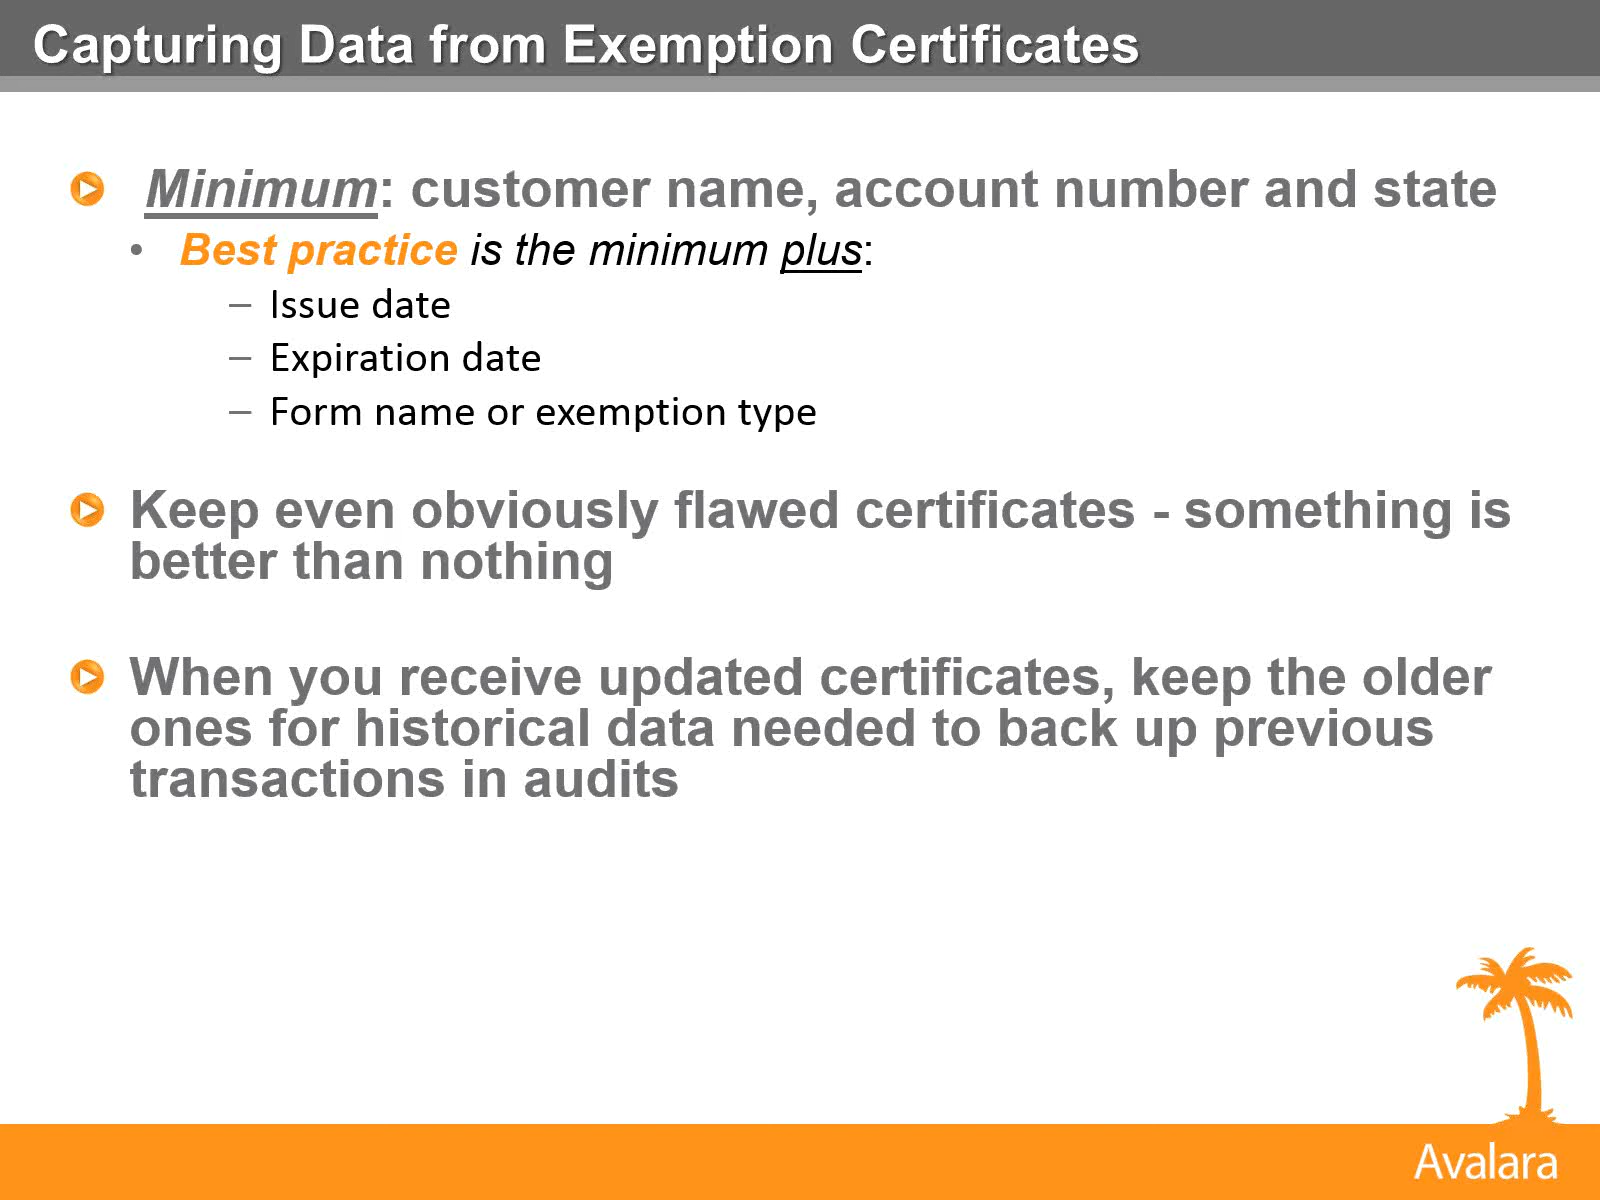 Capturing Data from Exemption Certificates
Minimum: customer name, account number and state
• Best practice is the minimum plus:
– Issue date
– Expiration date
– Form name or exemption type
Keep even obviously flawed certificates - something is
better than nothing
When you receive updated certificates, keep the older
ones for historical data needed to back up previous
transactions in audits
Avalara